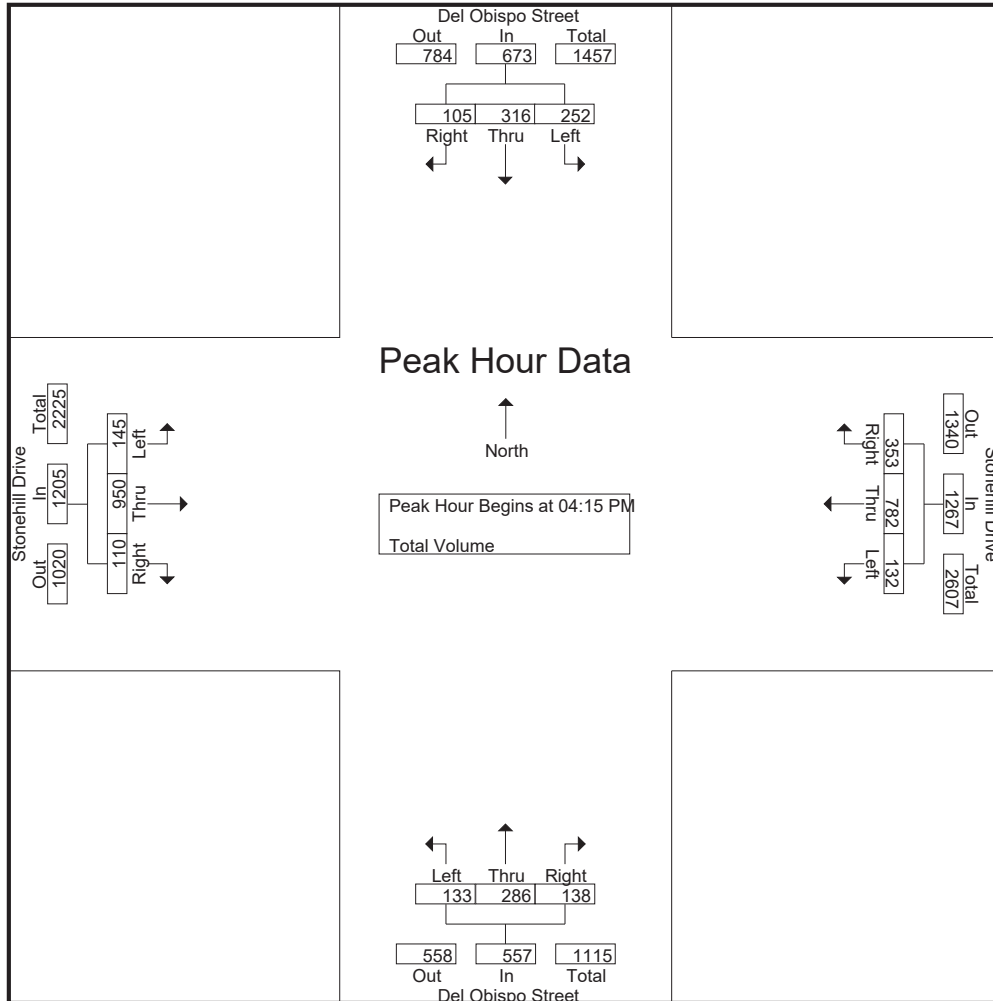 Del Obispo Street
Out In Total
784 673 1457
105 316 252
Right Thru Left
Peak Hour Data
North
Peak Hour Begins at 04:15 PM
Total Volume
Stonehill Drive
Total In Out
2225 1205 1020
145 950 110
Left Thru Right
Stonehill Drive
Out In Total
1340 1267 2607
353 782 132
Right Thru Left
Left Thru Right
133 286 138
558 557 1115
Out In Total
Del Obispo Street